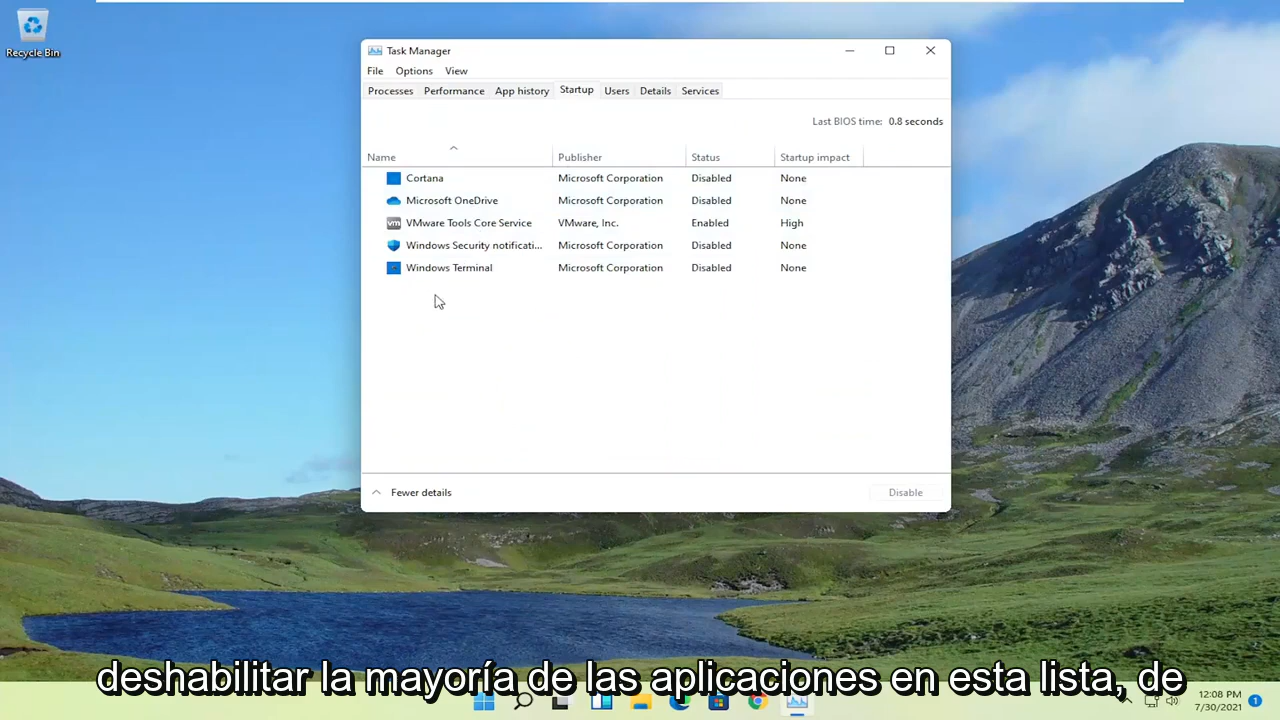 Recycle Bin
Task Manager
File Options View
Processes Performance App history Startup Users Details Services
Last BIOS time: 0.8 seconds
Name Publisher Status Startup impact
Cortana Microsoft Corporation Disabled None
Microsoft OneDrive Microsoft Corporation Disabled None
vm VMware Tools Core Service VMware, Inc. Enabled High
Windows Security notificati... Microsoft Corporation Disabled None
Windows Terminal Microsoft Corporation Disabled None
Fewer details Disable
deshabilitar la mayoría de las aplicaciones en esta lista, de
12:08 PM
7/30/2021
1